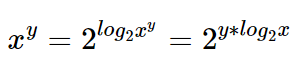 $x^y = 2^{log_2 x^y} = 2^{y*log_2 x}$